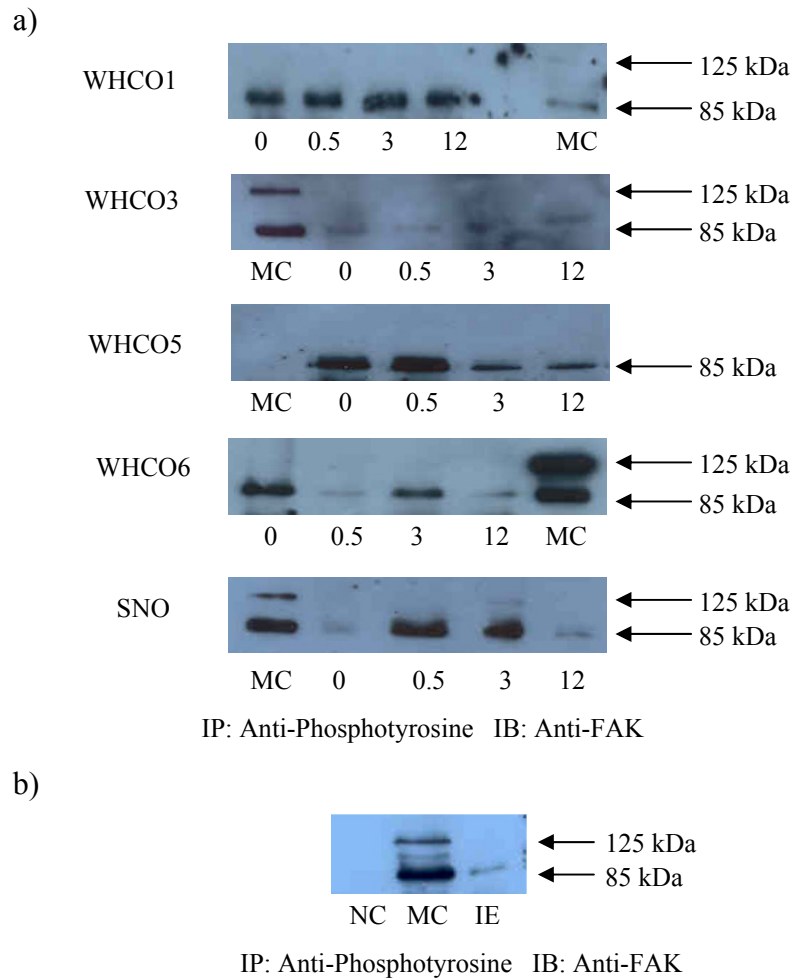 a)
WHCO1
125 kDa
85 kDa
0 0.5 3 12 MC
WHCO3
125 kDa
85 kDa
MC 0 0.5 3 12
WHCO5
85 kDa
MC 0 0.5 3 12
WHCO6
125 kDa
85 kDa
0 0.5 3 12 MC
SNO
125 kDa
85 kDa
MC 0 0.5 3 12
IP: Anti-Phosphotyrosine IB: Anti-FAK
b)
125 kDa
85 kDa
NC MC IE
IP: Anti-Phosphotyrosine IB: Anti-FAK